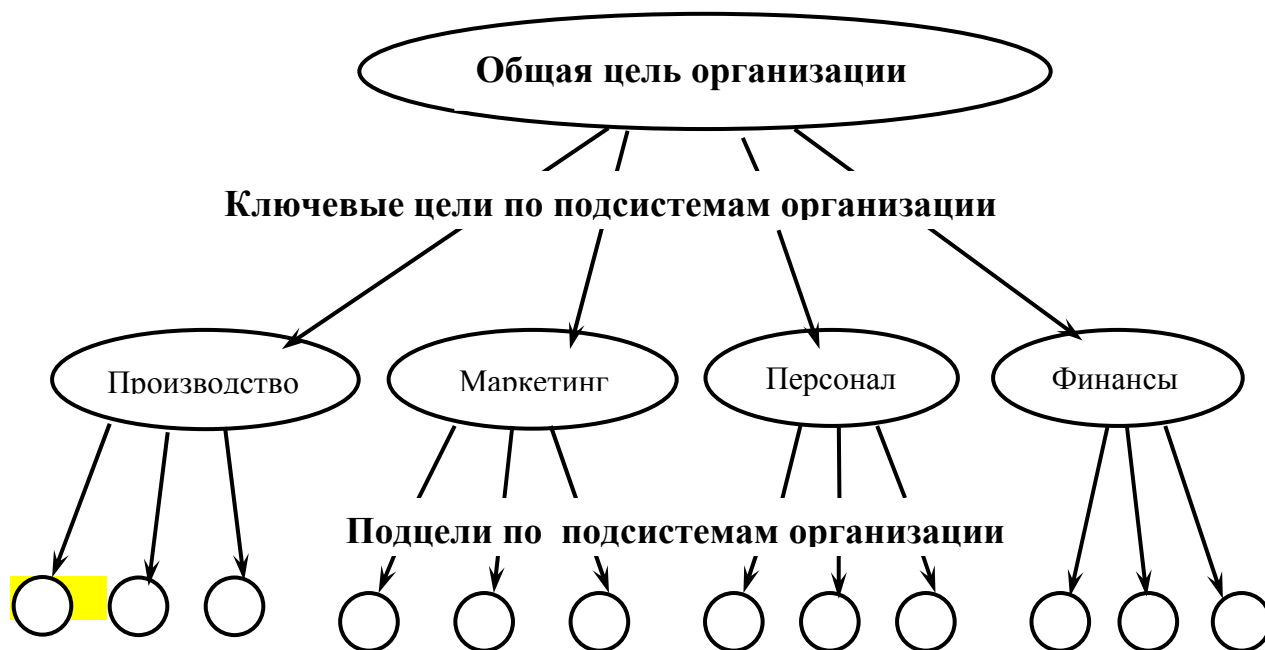 Общая цель организации
Ключевые цели по подсистемам организации
Производство
Маркетинг
Персонал
Финансы
Подцели по подсистемам организации